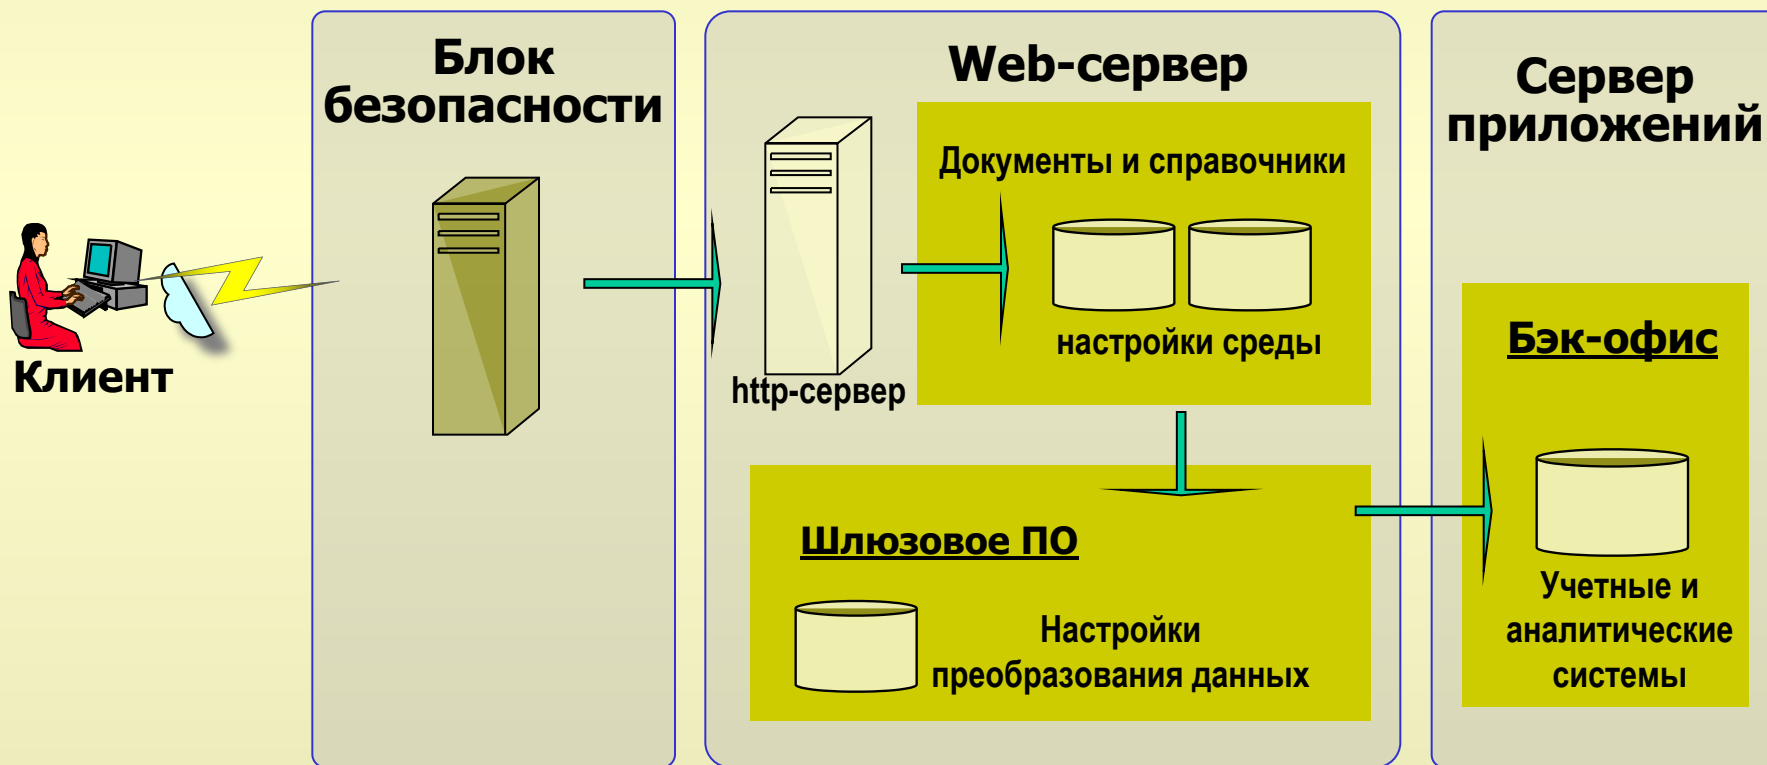 Клиент
Блок
безопасности
Web-сервер
http-сервер
Документы и справочники
настройки среды
Шлюзовое ПО
Настройки
преобразования данных
Сервер
приложений
Бэк-офис
Учетные и
аналитические
системы